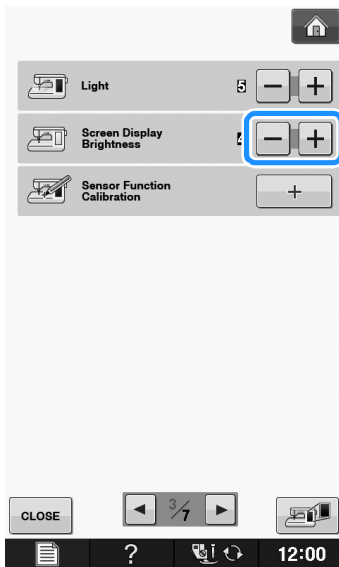 Light 5 − +
Screen Display
Brightness − +
Sensor Function
Calibration +
CLOSE 3/7
? 12:00